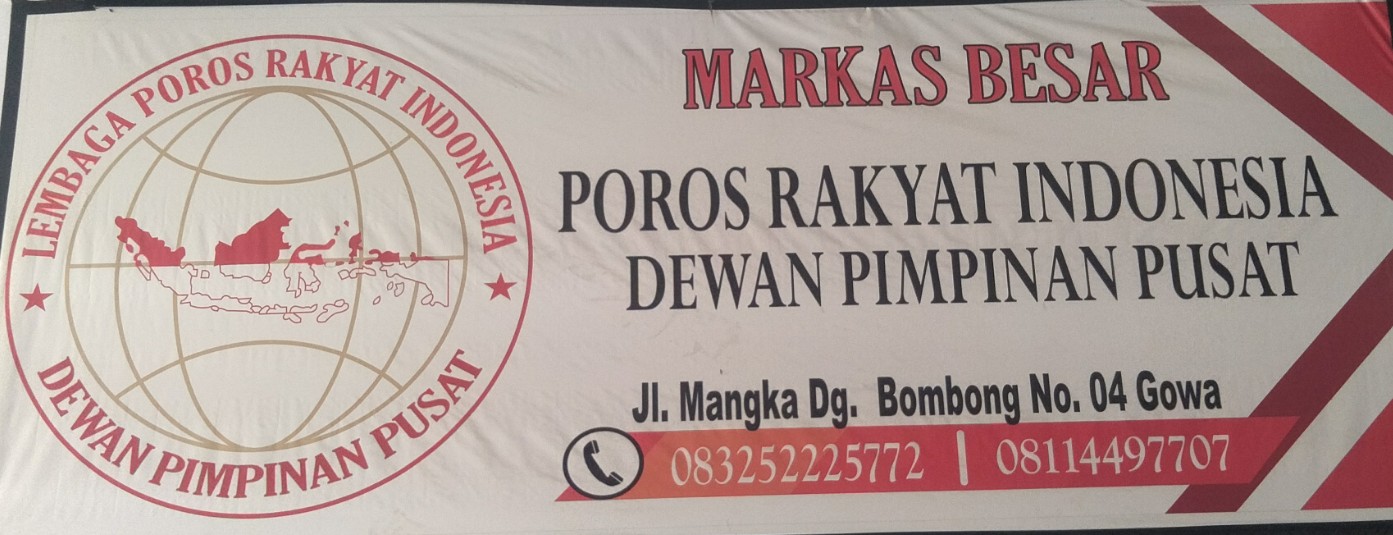 LEMBAGA POROS RAKYAT INDONESIA
DEWAN PIMPINAN PUSAT
MARKAS BESAR
POROS RAKYAT INDONESIA
DEWAN PIMPINAN PUSAT
Jl. Mangka Dg. Bombong No. 04 Gowa
083252225772 | 08114497707